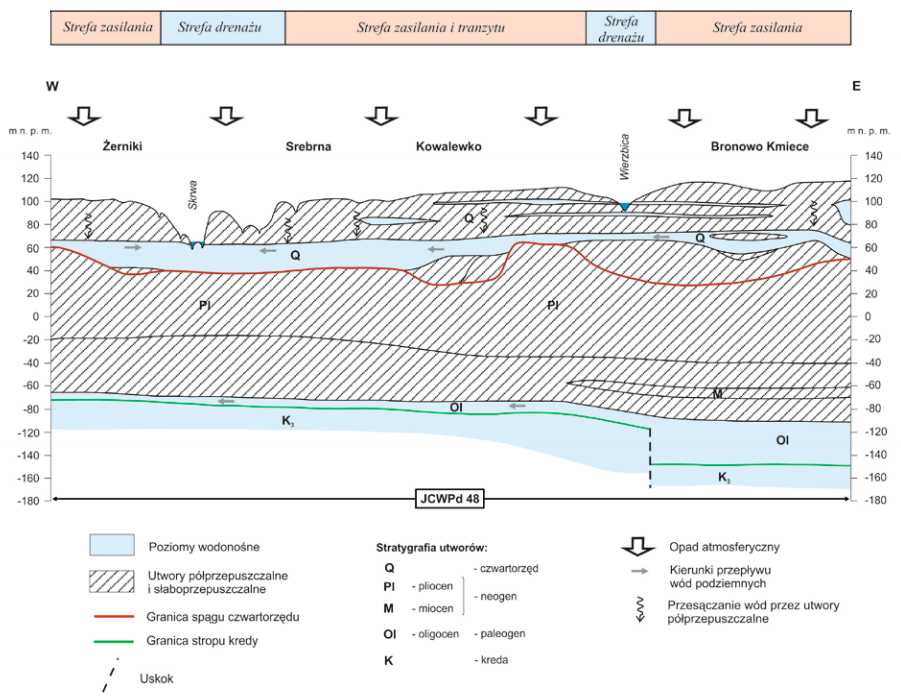 Strefa zasilania
Strefa drenażu
Strefa zasilania i tranzytu
Strefa
drenażu
Strefa zasilania
W
E
m n. p. m.
m n. p. m.
Żerniki
Srebrna
Kowalewko
Bronowo Kmiece
Skrwa
Wierzbica
140
120
100
80
60
40
20
0
-20
-40
-60
-80
-120
-140
-160
-180
140
120
100
80
60
40
20
0
-20
-40
-60
-80
-120
-140
-160
-180
Q
Q
Q
Pl
Pl
M
Ol
Ol
K₃
K₃
JCWPd 48
Poziomy wodonośne
Utwory półprzepuszczalne
i słaboprzepuszczalne
Granica spągu czwartorzędu
Granica stropu kredy
Uskok
Stratygrafia utworów:
Q - czwartorzęd
Pl - pliocen
- neogen
M - miocen
Ol - oligocen - paleogen
K - kreda
Opad atmosferyczny
Kierunki przepływu
wód podziemnych
Przesączanie wód przez utwory
półprzepuszczalne